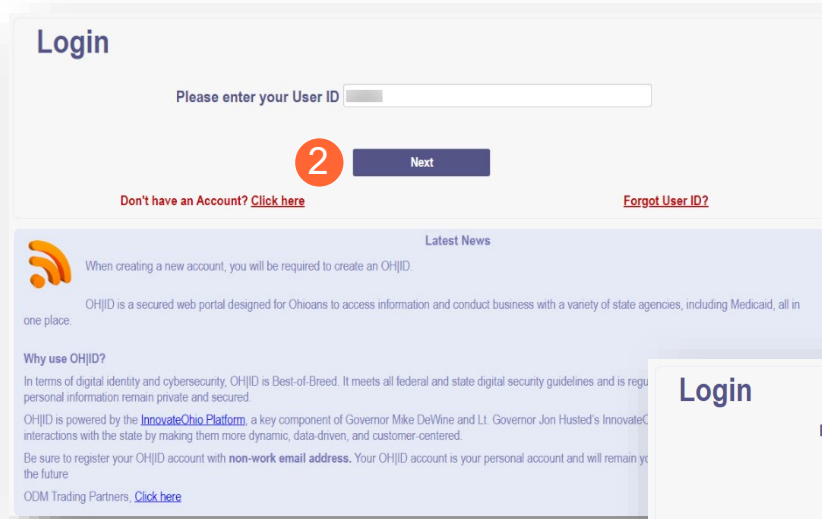 Login
Please enter your User ID
2
Next
Don't have an Account? Click here
Forgot User ID?
Latest News
When creating a new account, you will be required to create an OH|ID.
OH|ID is a secured web portal designed for Ohioans to access information and conduct business with a variety of state agencies, including Medicaid, all in
one place.
Why use OH|ID?
In terms of digital identity and cybersecurity, OH|ID is Best-of-Breed. It meets all federal and state digital security guidelines and is
personal information remain private and secured.
OH|ID is powered by the InnovateOhio Platform, a key component of Governor Mike DeWine and Lt. Governor Jon Husted's
interactions with the state by making them more dynamic, data-driven, and customer-centered.
Be sure to register your OH|ID account with non-work email address. Your OH|ID account is your personal account and will remain
the future
ODM Trading Partners, Click here
Login